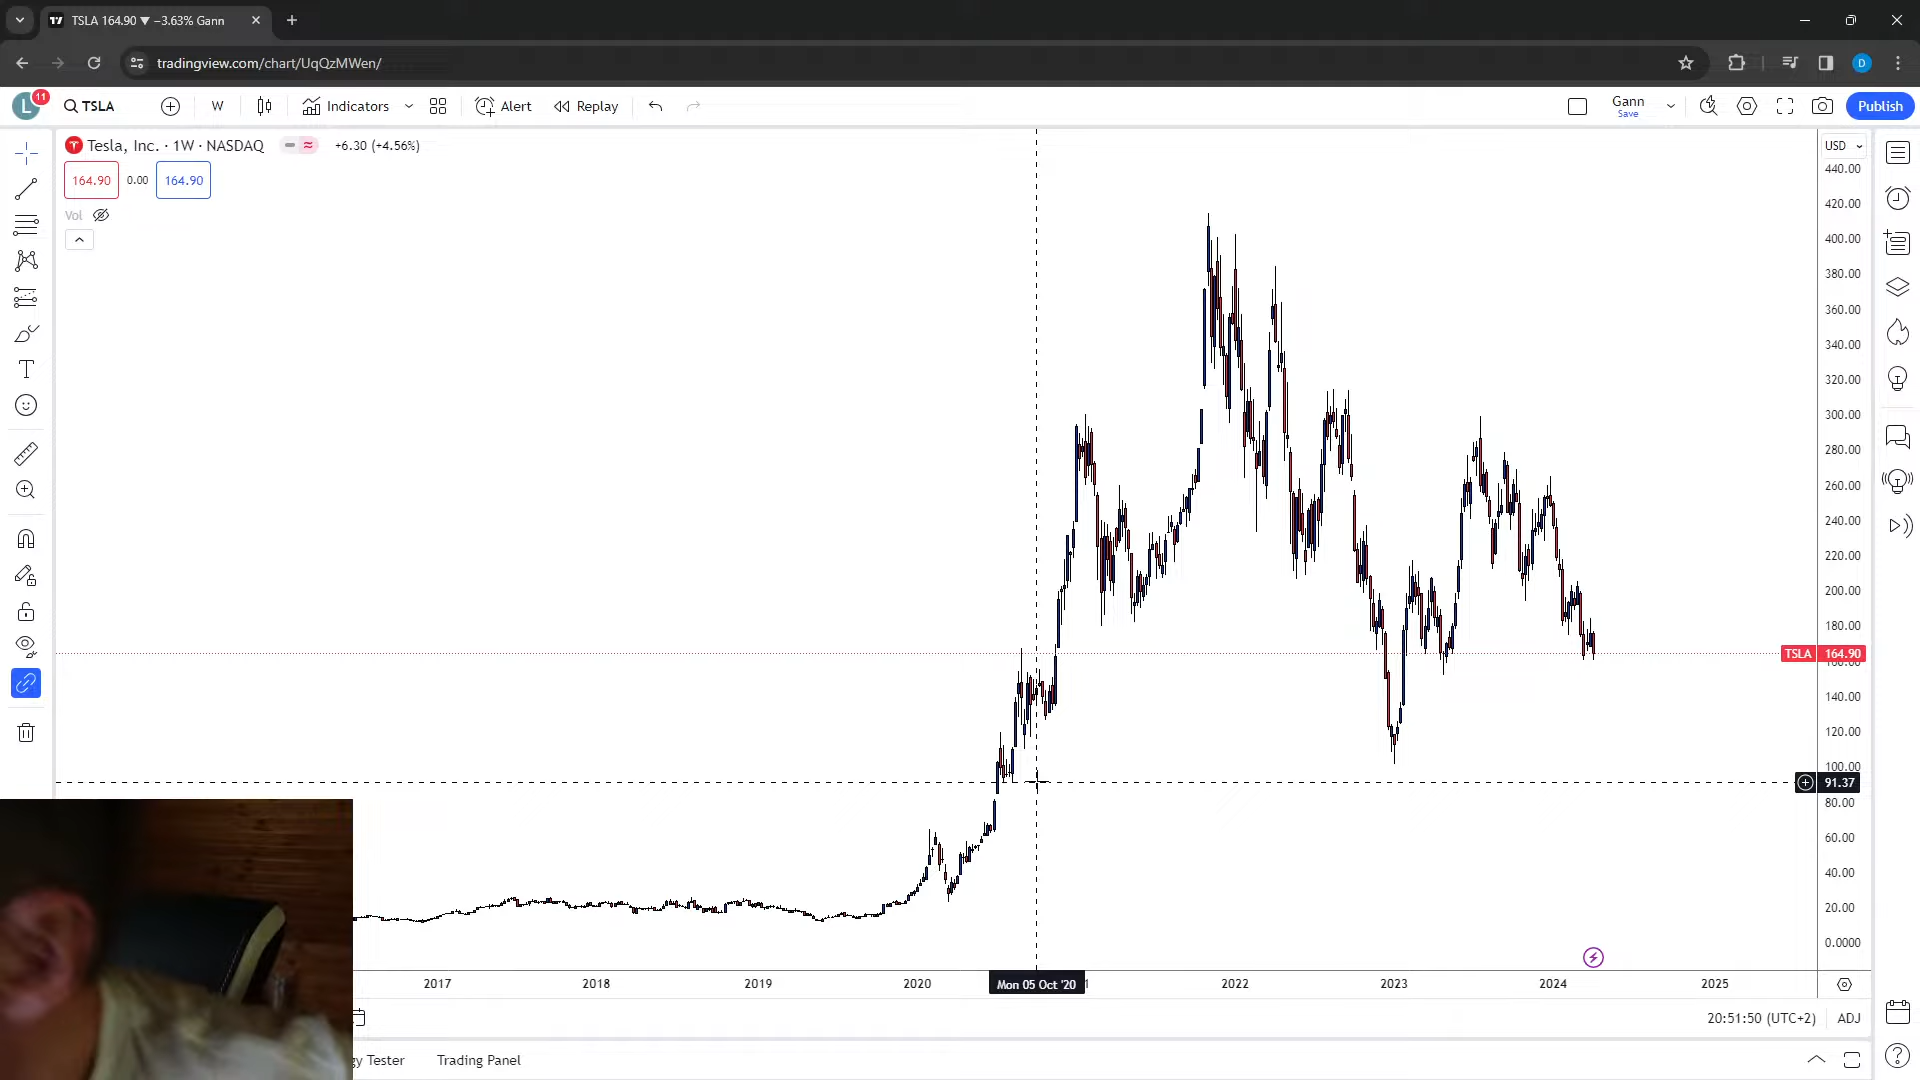 TSLA 164.90 ▼ −3.63% Gann
tradingview.com/chart/UqQzMWen/
D
L
11
TSLA
W
Indicators
Alert
Replay
Gann
Save
Publish
Tesla, Inc. · 1W · NASDAQ
+6.30 (+4.56%)
164.90
0.00
164.90
Vol
USD
440.00
420.00
400.00
380.00
360.00
340.00
320.00
300.00
280.00
260.00
240.00
220.00
200.00
180.00
TSLA 164.90
160.00
140.00
120.00
100.00
91.37
80.00
60.00
40.00
20.00
0.0000
2017
2018
2019
2020
Mon 05 Oct '20
2022
2023
2024
2025
20:51:50 (UTC+2)
ADJ
gy Tester
Trading Panel